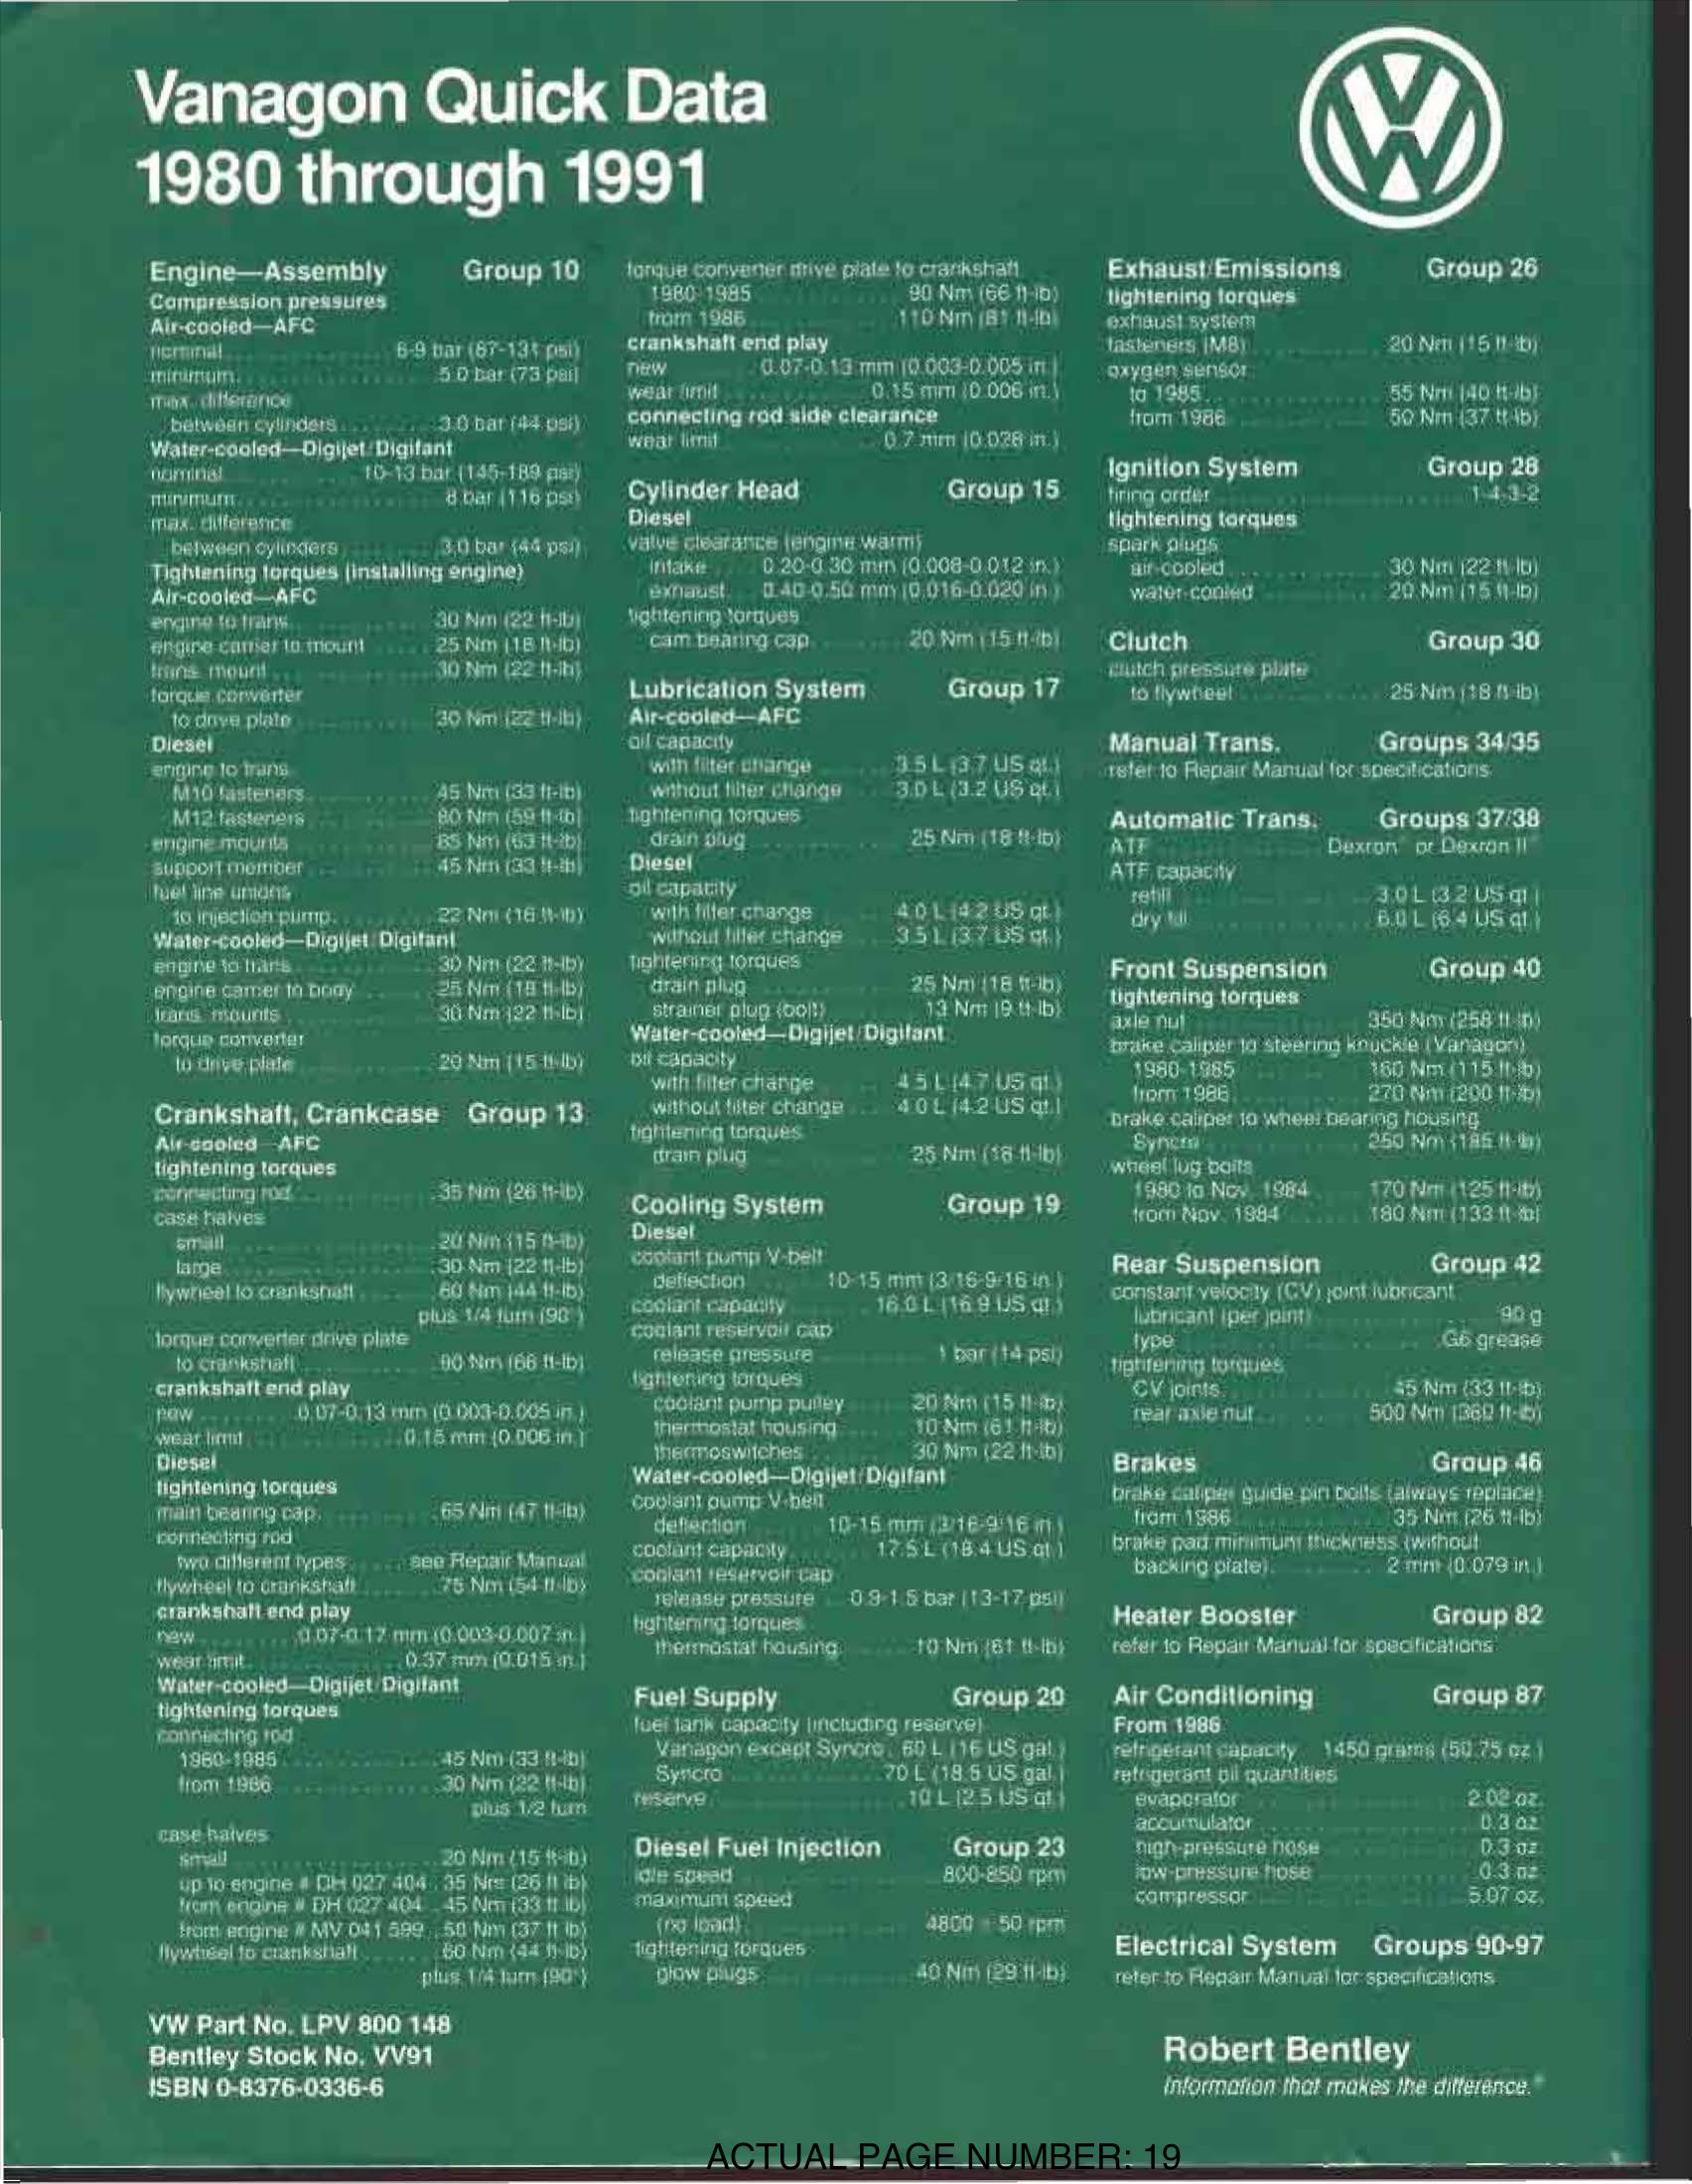 Vanagon Quick Data
1980 through 1991
Engine—Assembly Group 10
Compression pressures
Air-cooled—AFC
nominal 6-9 bar (87-131 psi)
minimum 5.0 bar (73 psi)
max. difference
between cylinders 3.0 bar (44 psi)
Water-cooled—Digijet/Digifant
nominal 10-13 bar (145-189 psi)
minimum 8 bar (116 psi)
max. difference
between cylinders 3.0 bar (44 psi)
Tightening torques (installing engine)
Air-cooled—AFC
engine to trans. 30 Nm (22 ft-lb)
engine carrier to mount 25 Nm (18 ft-lb)
trans. mount 30 Nm (22 ft-lb)
torque converter
to drive plate 30 Nm (22 ft-lb)
Diesel
engine to trans.
M10 fasteners 45 Nm (33 ft-lb)
M12 fasteners 80 Nm (59 ft-lb)
engine mounts 85 Nm (63 ft-lb)
support member 45 Nm (33 ft-lb)
fuel line unions
to injection pump 22 Nm (16 ft-lb)
Water-cooled—Digijet/Digifant
engine to trans. 30 Nm (22 ft-lb)
engine carrier to body 25 Nm (18 ft-lb)
trans. mounts 30 Nm (22 ft-lb)
torque converter
to drive plate 20 Nm (15 ft-lb)
Crankshaft, Crankcase Group 13
Air-cooled—AFC
tightening torques
connecting rod 35 Nm (26 ft-lb)
case halves
small 20 Nm (15 ft-lb)
large 30 Nm (22 ft-lb)
flywheel to crankshaft 60 Nm (44 ft-lb)
plus 1/4 turn (90°)
torque converter drive plate
to crankshaft 90 Nm (66 ft-lb)
crankshaft end play
new 0.07-0.13 mm (0.003-0.005 in.)
wear limit 0.15 mm (0.006 in.)
Diesel
tightening torques
main bearing cap 65 Nm (47 ft-lb)
connecting rod
two different types see Repair Manual
flywheel to crankshaft 75 Nm (54 ft-lb)
crankshaft end play
new 0.07-0.17 mm (0.003-0.007 in.)
wear limit 0.37 mm (0.015 in.)
Water-cooled—Digijet/Digifant
tightening torques
connecting rod
1980-1985 45 Nm (33 ft-lb)
from 1986 30 Nm (22 ft-lb)
plus 1/2 turn
case halves
small 20 Nm (15 ft-lb)
up to engine # DH 027 404 35 Nm (26 ft lb)
from engine # DH 027 404 45 Nm (33 ft lb)
from engine # MV 041 599 50 Nm (37 ft lb)
flywheel to crankshaft 60 Nm (44 ft-lb)
plus 1/4 turn (90°)
torque converter drive plate to crankshaft
1980-1985 90 Nm (66 ft-lb)
from 1986 110 Nm (81 ft-lb)
crankshaft end play
new 0.07-0.13 mm (0.003-0.005 in.)
wear limit 0.15 mm (0.006 in.)
connecting rod side clearance
wear limit 0.7 mm (0.028 in.)
Cylinder Head Group 15
Diesel
valve clearance (engine warm)
intake 0.20-0.30 mm (0.008-0.012 in.)
exhaust 0.40-0.50 mm (0.016-0.020 in.)
tightening torques
cam bearing cap 20 Nm (15 ft-lb)
Lubrication System Group 17
Air-cooled—AFC
oil capacity
with filter change 3.5 L (3.7 US qt.)
without filter change 3.0 L (3.2 US qt.)
tightening torques
drain plug 25 Nm (18 ft-lb)
Diesel
oil capacity
with filter change 4.0 L (4.2 US qt.)
without filter change 3.5 L (3.7 US qt.)
tightening torques
drain plug 25 Nm (18 ft-lb)
strainer plug (bolt) 13 Nm (9 ft-lb)
Water-cooled—Digijet/Digifant
oil capacity
with filter change 4.5 L (4.7 US qt.)
without filter change 4.0 L (4.2 US qt.)
tightening torques
drain plug 25 Nm (18 ft-lb)
Cooling System Group 19
Diesel
coolant pump V-belt
deflection 10-15 mm (3/16-9/16 in.)
coolant capacity 16.0 L (16.9 US qt.)
coolant reservoir cap
release pressure 1 bar (14 psi)
tightening torques
coolant pump pulley 20 Nm (15 ft-lb)
thermostat housing 10 Nm (61 ft-lb)
thermoswitches 30 Nm (22 ft-lb)
Water-cooled—Digijet/Digifant
coolant pump V-belt
deflection 10-15 mm (3/16-9/16 in.)
coolant capacity 17.5 L (18.4 US qt.)
coolant reservoir cap
release pressure 0.9-1.5 bar (13-17 psi)
tightening torques
thermostat housing 10 Nm (61 ft-lb)
Fuel Supply Group 20
fuel tank capacity (including reserve)
Vanagon except Syncro 60 L (16 US gal.)
Syncro 70 L (18.5 US gal.)
reserve 10 L (2.5 US qt.)
Diesel Fuel Injection Group 23
idle speed 800-850 rpm
maximum speed
(no load) 4800 ± 50 rpm
tightening torques
glow plugs 40 Nm (29 ft-lb)
Exhaust/Emissions Group 26
tightening torques
exhaust system
fasteners (M8) 20 Nm (15 ft-lb)
oxygen sensor
to 1985 55 Nm (40 ft-lb)
from 1986 50 Nm (37 ft-lb)
Ignition System Group 28
firing order 1-4-3-2
tightening torques
spark plugs
air-cooled 30 Nm (22 ft-lb)
water-cooled 20 Nm (15 ft-lb)
Clutch Group 30
clutch pressure plate
to flywheel 25 Nm (18 ft-lb)
Manual Trans. Groups 34/35
refer to Repair Manual for specifications
Automatic Trans. Groups 37/38
ATF Dexron® or Dexron II®
ATF capacity
refill 3.0 L (3.2 US qt.)
dry fill 6.0 L (6.4 US qt.)
Front Suspension Group 40
tightening torques
axle nut 350 Nm (258 ft-lb)
brake caliper to steering knuckle (Vanagon)
1980-1985 160 Nm (115 ft-lb)
from 1986 270 Nm (200 ft-lb)
brake caliper to wheel bearing housing
Syncro 250 Nm (185 ft-lb)
wheel lug bolts
1980 to Nov. 1984 170 Nm (125 ft-lb)
from Nov. 1984 180 Nm (133 ft-lb)
Rear Suspension Group 42
constant velocity (CV) joint lubricant
lubricant (per joint) 90 g
type G6 grease
tightening torques
CV joints 45 Nm (33 ft-lb)
rear axle nut 500 Nm (360 ft-lb)
Brakes Group 46
brake caliper guide pin bolts (always replace)
from 1986 35 Nm (26 ft-lb)
brake pad minimum thickness (without
backing plate) 2 mm (0.079 in.)
Heater Booster Group 82
refer to Repair Manual for specifications
Air Conditioning Group 87
From 1986
refrigerant capacity 1450 grams (50.75 oz.)
refrigerant oil quantities
evaporator 2.02 oz.
accumulator 0.3 oz.
high-pressure hose 0.3 oz.
low-pressure hose 0.3 oz.
compressor 5.07 oz.
Electrical System Groups 90-97
refer to Repair Manual for specifications
VW Part No. LPV 800 148
Bentley Stock No. VV91
ISBN 0-8376-0336-6
Robert Bentley
Information that makes the difference.®
ACTUAL PAGE NUMBER: 19